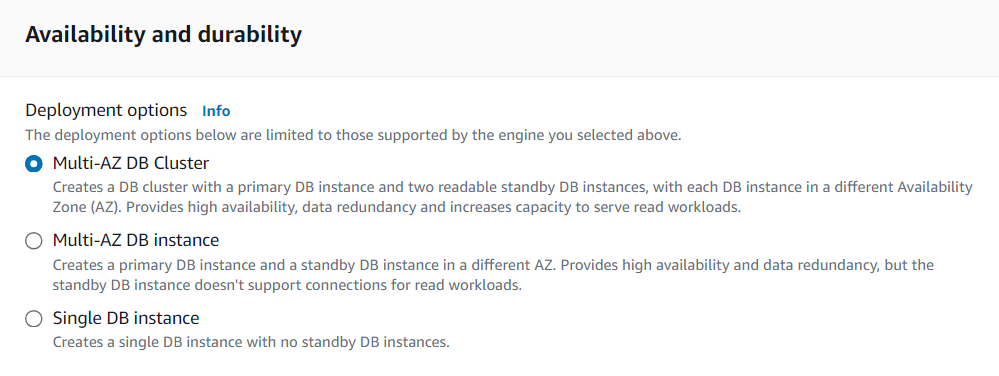 Availability and durability
Deployment options Info
The deployment options below are limited to those supported by the engine you selected above.
Multi-AZ DB Cluster
Creates a DB cluster with a primary DB instance and two readable standby DB instances, with each DB instance in a different Availability
Zone (AZ). Provides high availability, data redundancy and increases capacity to serve read workloads.
Multi-AZ DB instance
Creates a primary DB instance and a standby DB instance in a different AZ. Provides high availability and data redundancy, but the
standby DB instance doesn't support connections for read workloads.
Single DB instance
Creates a single DB instance with no standby DB instances.